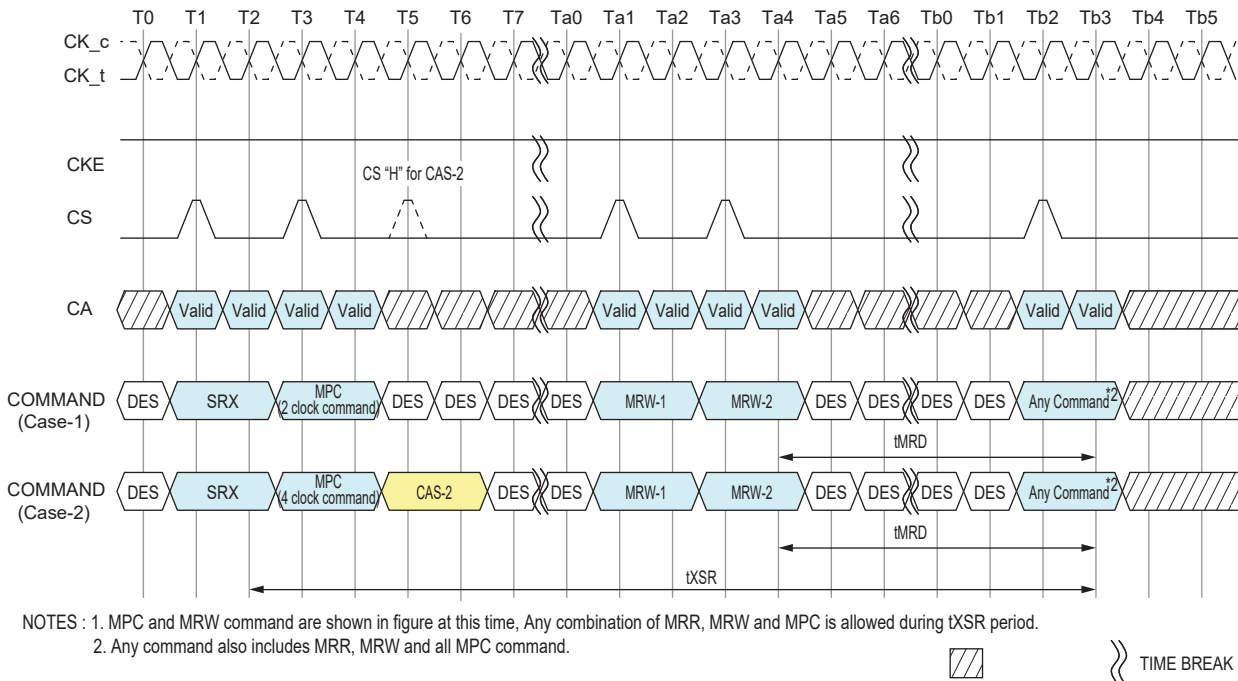 T0 T1 T2 T3 T4 T5 T6 T7 Ta0 Ta1 Ta2 Ta3 Ta4 Ta5 Ta6 Tb0 Tb1 Tb2 Tb3 Tb4 Tb5
CK_c
CK_t
CKE
CS “H” for CAS-2
CS
CA Valid Valid Valid Valid Valid Valid Valid Valid Valid Valid
COMMAND
(Case-1)
DES SRX MPC (2 clock command) DES DES DES DES MRW-1 MRW-2 DES DES DES DES Any Command*2
tMRD
COMMAND
(Case-2)
DES SRX MPC (4 clock command) CAS-2 DES DES MRW-1 MRW-2 DES DES DES DES Any Command*2
tMRD
tXSR
NOTES : 1. MPC and MRW command are shown in figure at this time, Any combination of MRR, MRW and MPC is allowed during tXSR period.
2. Any command also includes MRR, MRW and all MPC command.
TIME BREAK